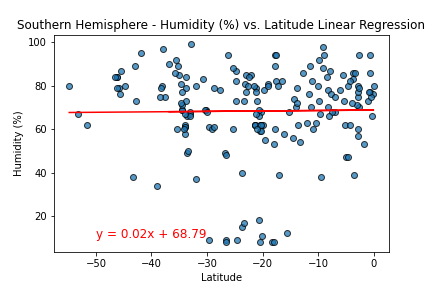 Southern Hemisphere - Humidity (%) vs. Latitude Linear Regression
100
80
60
40
20
Humidity (%)
y = 0.02x + 68.79
−50
−40
−30
−20
−10
0
Latitude